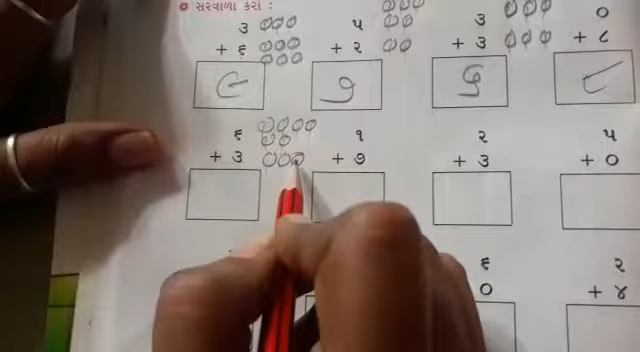 સરવાળા કરો :
૩ ૫ ૩ ૦
+ ૬ + ૨ + ૩ + ૮
૯ ૭ ૬ ૮
૬ ૧ ૨ ૫
+ ૩ + ૭ + ૩ + ૦
૬ ૨
૦ + ૪